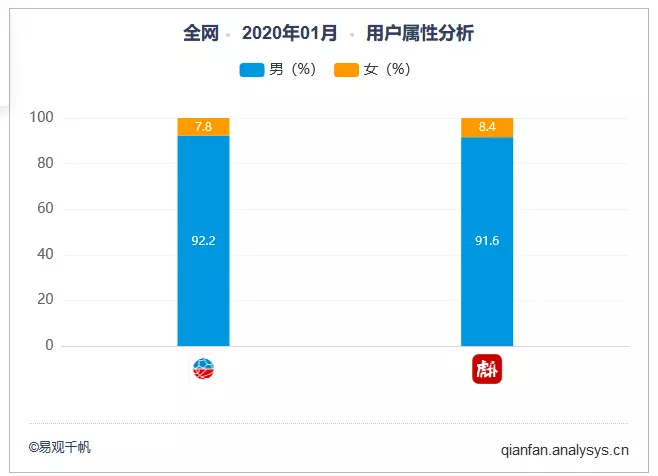 全网 • 2020年01月 • 用户属性分析
男（%） 女（%）
100
80
60
40
20
0
7.8
92.2
8.4
91.6
虎扑
©易观千帆
qianfan.analysys.cn